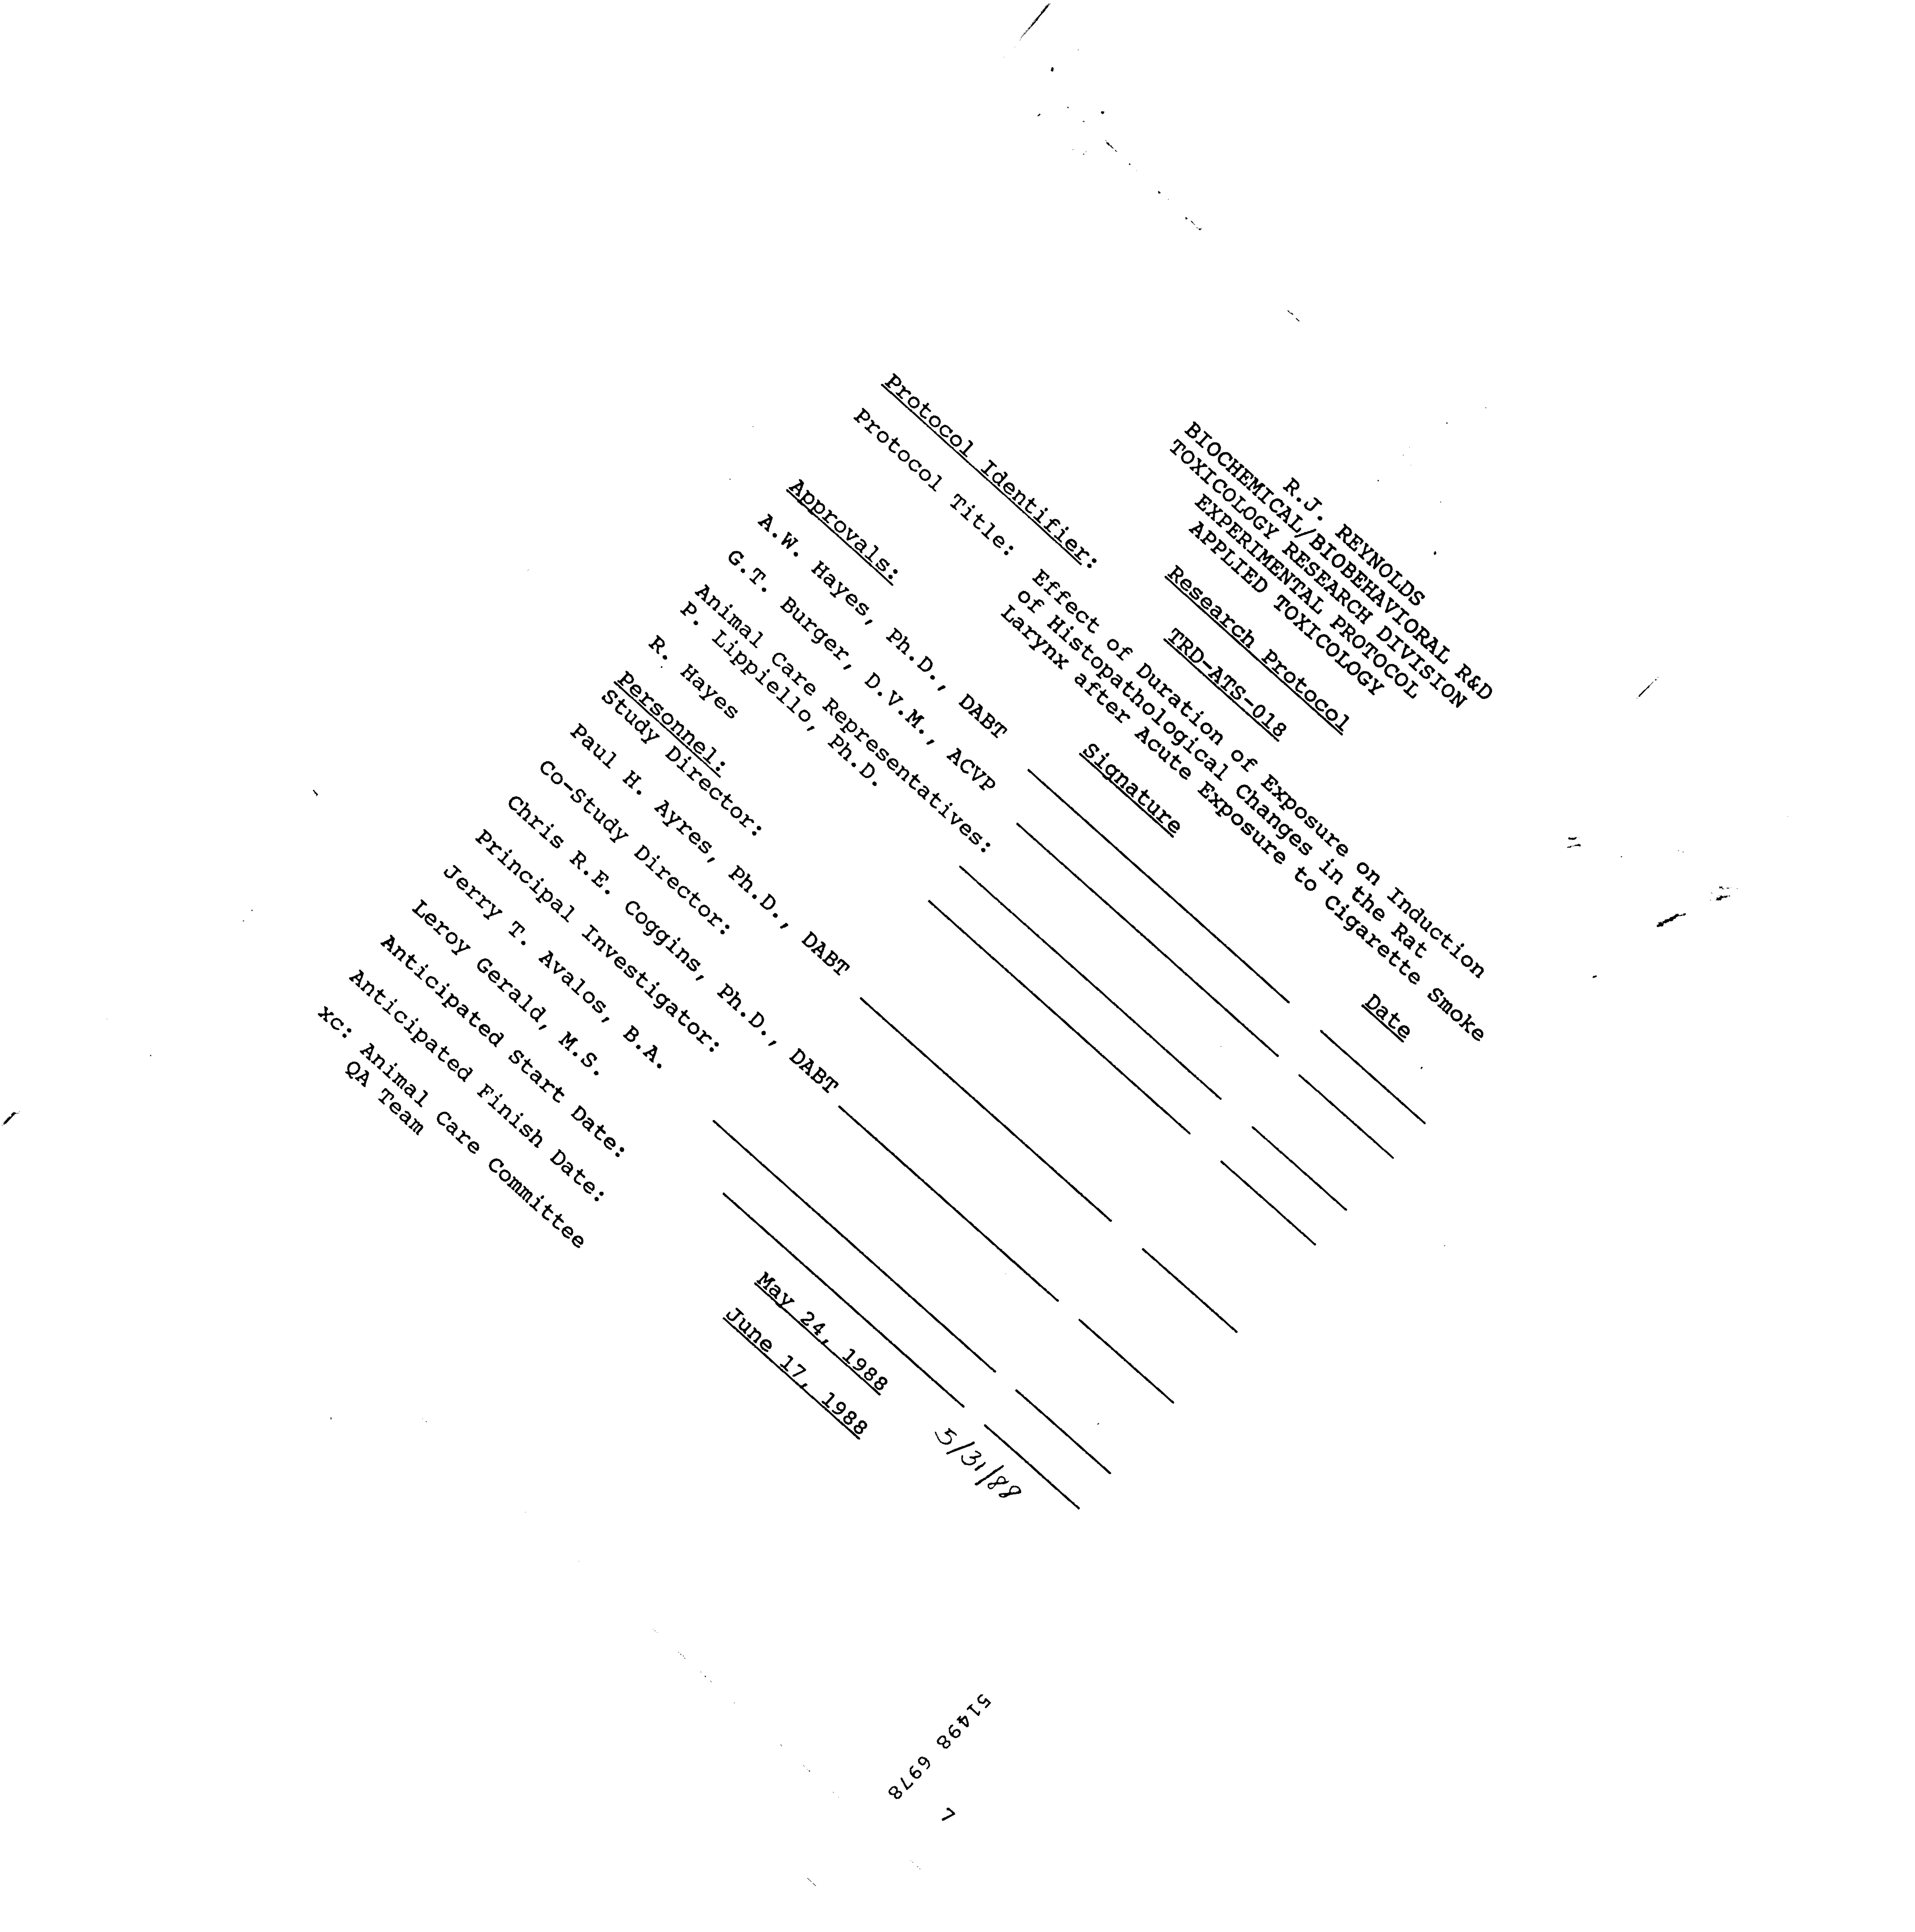 R.J. REYNOLDS
BIOCHEMICAL/BIOBEHAVIORAL R&D
TOXICOLOGY RESEARCH DIVISION
EXPERIMENTAL PROTOCOL
APPLIED TOXICOLOGY
Research Protocol
Protocol Identifier: TRD-ATS-018
Protocol Title: Effect of Duration of Exposure on Induction
of Histopathological Changes in the Rat
Larynx after Acute Exposure to Cigarette Smoke
Approvals: Signature Date
A.W. Hayes, Ph.D., DABT
G.T. Burger, D.V.M., ACVP
Animal Care Representatives:
P. Lippiello, Ph.D.
R. Hayes
Personnel:
Study Director:
Paul H. Ayres, Ph.D., DABT
Co-Study Director:
Chris R.E. Coggins, Ph.D., DABT
Principal Investigator:
Jerry T. Avalos, B.A.
Leroy Gerald, M.S.
Anticipated Start Date: May 24, 1988
Anticipated Finish Date: June 17, 1988
xc: Animal Care Committee
QA Team
5/31/88
51498 6978
7